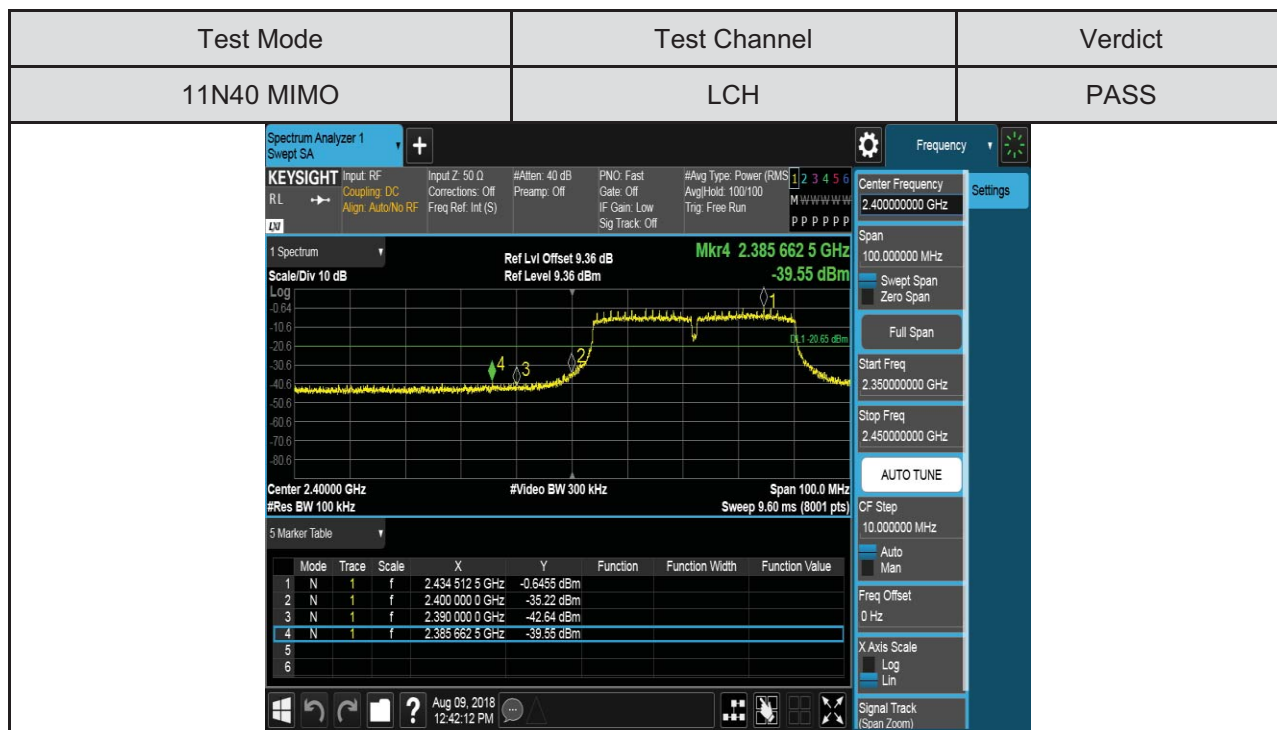 Test Mode Test Channel Verdict
11N40 MIMO LCH PASS
Spectrum Analyzer 1
Swept SA
+
Frequency
KEYSIGHT
RL
LXI
Input: RF
Coupling: DC
Align: Auto/No RF
Input Z: 50 Ω
Corrections: Off
Freq Ref: Int (S)
#Atten: 40 dB
Preamp: Off
PNO: Fast
Gate: Off
IF Gain: Low
Sig Track: Off
#Avg Type: Power (RMS
Avg|Hold: 100/100
Trig: Free Run
1 2 3 4 5 6
M W W W W W
P P P P P P
1 Spectrum
Scale/Div 10 dB
Ref Lvl Offset 9.36 dB
Ref Level 9.36 dBm
Mkr4 2.385 662 5 GHz
-39.55 dBm
Log
-0.64
-10.6
-20.6
-30.6
-40.6
-50.6
-60.6
-70.6
-80.6
1
DL1 -20.65 dBm
2
3
4
Center 2.40000 GHz #Video BW 300 kHz Span 100.0 MHz
#Res BW 100 kHz Sweep 9.60 ms (8001 pts)
5 Marker Table
Mode Trace Scale X Y Function Function Width Function Value
1 N 1 f 2.434 512 5 GHz -0.6455 dBm
2 N 1 f 2.400 000 0 GHz -35.22 dBm
3 N 1 f 2.390 000 0 GHz -42.64 dBm
4 N 1 f 2.385 662 5 GHz -39.55 dBm
5
6
Center Frequency
2.400000000 GHz
Settings
Span
100.000000 MHz
Swept Span
Zero Span
Full Span
Start Freq
2.350000000 GHz
Stop Freq
2.450000000 GHz
AUTO TUNE
CF Step
10.000000 MHz
Auto
Man
Freq Offset
0 Hz
X Axis Scale
Log
Lin
Signal Track
(Span Zoom)
?
Aug 09, 2018
12:42:12 PM